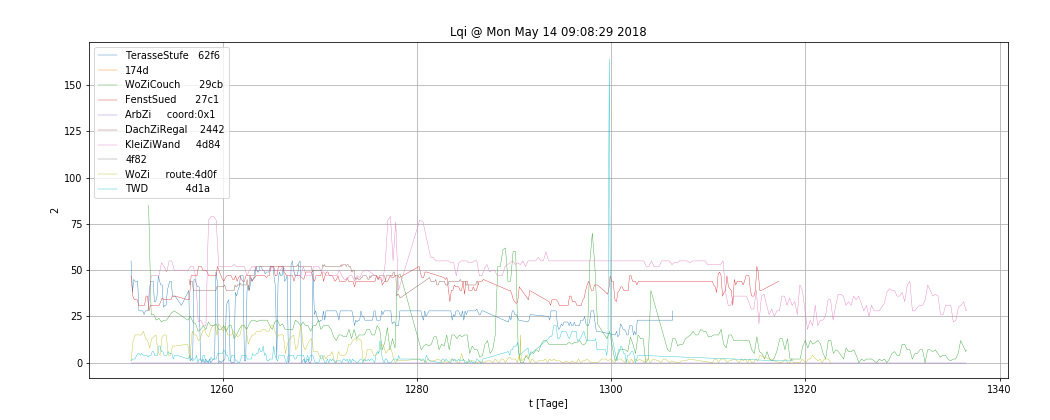 Lqi @ Mon May 14 09:08:29 2018
TerasseStufe 62f6
174d
WoZiCouch 29cb
FenstSued 27c1
ArbZi coord:0x1
DachZiRegal 2442
KleiZiWand 4d84
4f82
WoZi route:4d0f
TWD 4d1a
150
125
100
75
50
25
0
2
1260 1280 1300 1320 1340
t [Tage]